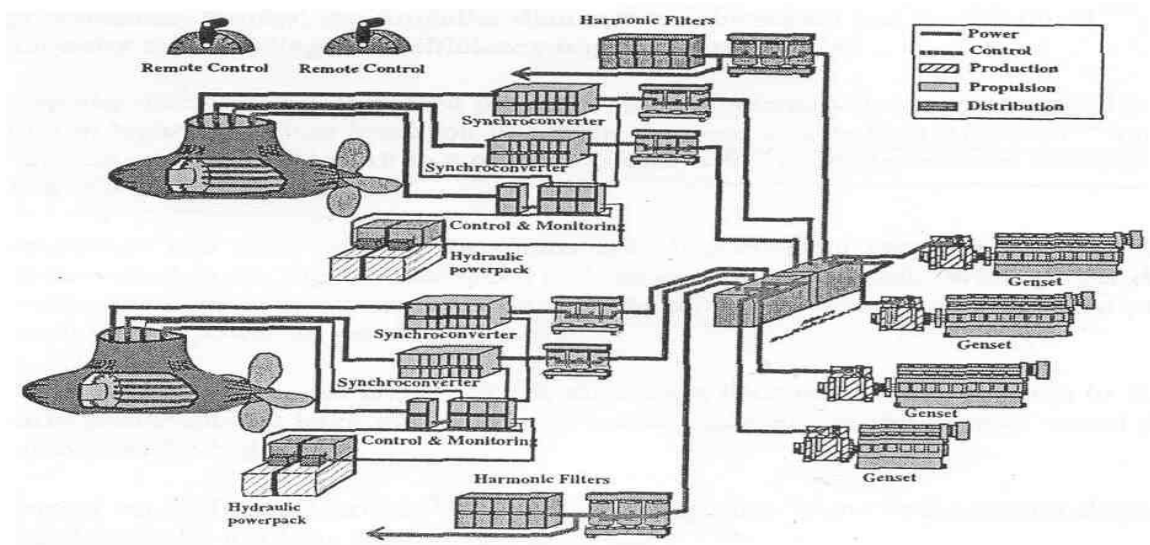 Harmonic Filters
Power
Control
Production
Propulsion
Distribution
Remote Control
Remote Control
Synchroconverter
Synchroconverter
Control & Monitoring
Hydraulic
powerpack
Genset
Genset
Synchroconverter
Synchroconverter
Genset
Control & Monitoring
Genset
Harmonic Filters
Hydraulic
powerpack